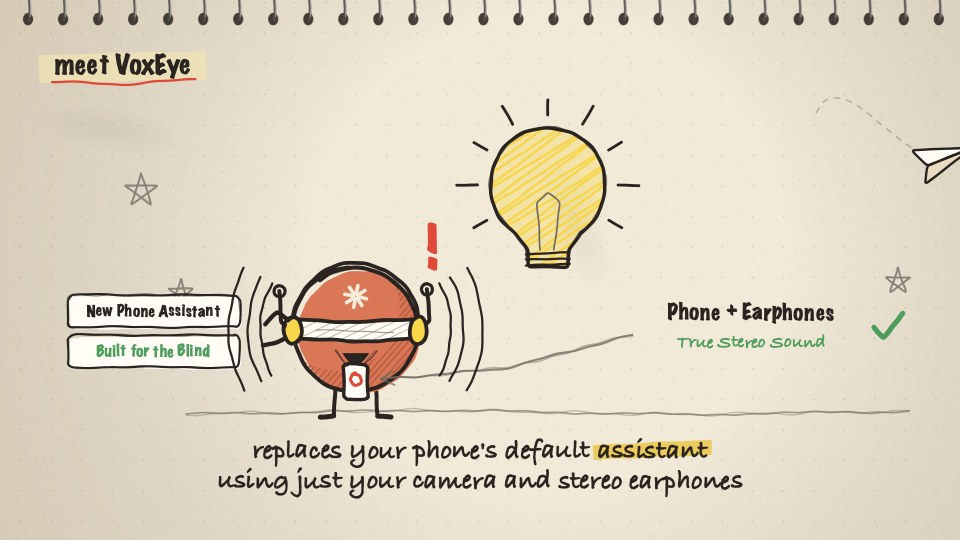 meet VoxEye
!
New Phone Assistant
Built for the Blind
Phone + Earphones
True Stereo Sound
replaces your phone's default assistant
using just your camera and stereo earphones